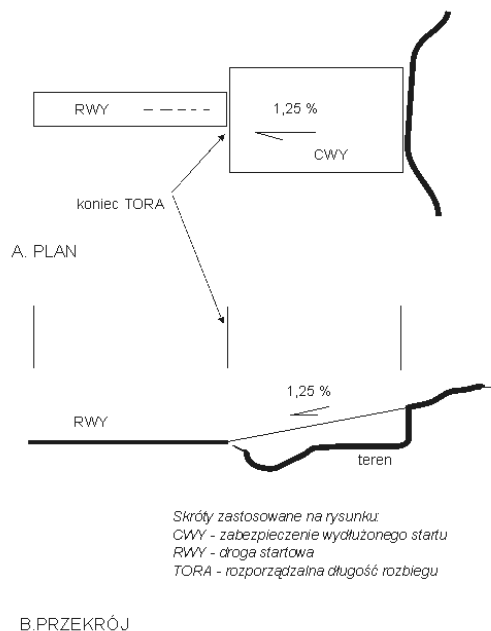 RWY
1,25 %
CWY
koniec TORA
A. PLAN
1,25 %
RWY
teren
Skróty zastosowane na rysunku:
CWY - zabezpieczenie wydłużonego startu
RWY - droga startowa
TORA - rozporządzalna długość rozbiegu
B.PRZEKRÓJ